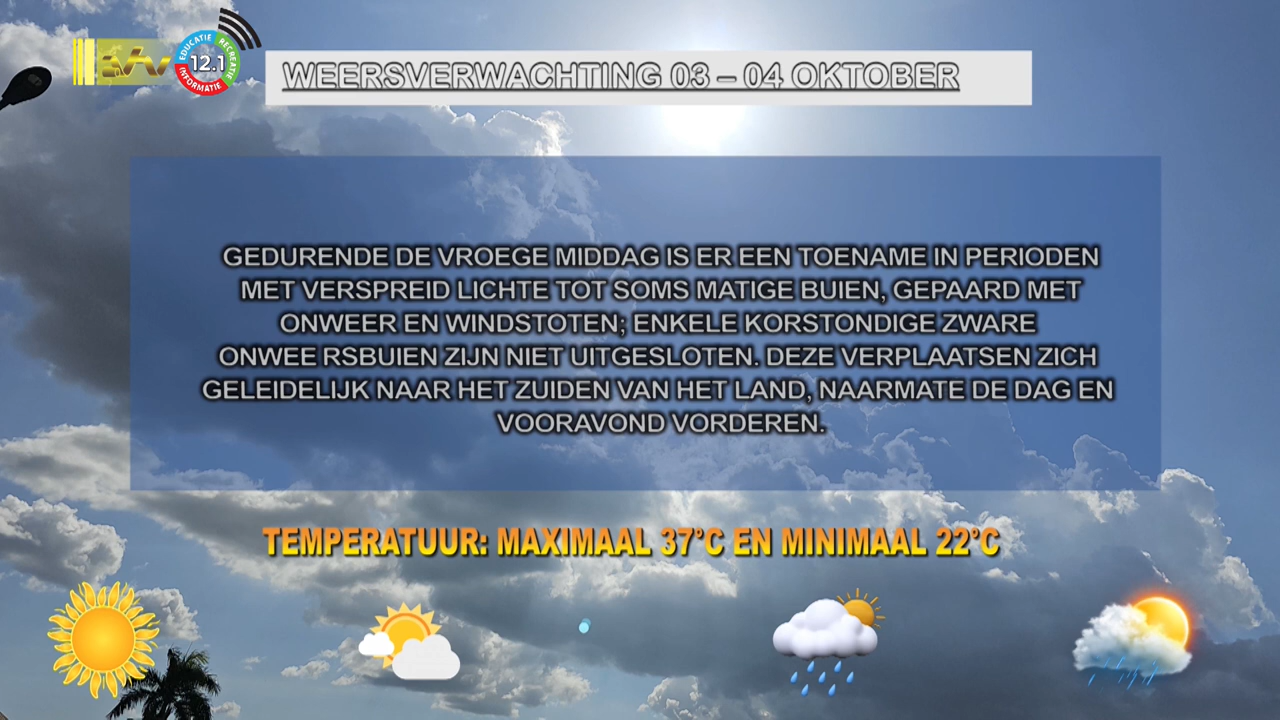 EDUCATIE
RECREATIE
12.1
INFORMATIE
WEERSVERWACHTING 03 – 04 OKTOBER
GEDURENDE DE VROEGE MIDDAG IS ER EEN TOENAME IN PERIODEN
MET VERSPREID LICHTE TOT SOMS MATIGE BUIEN, GEPAARD MET
ONWEER EN WINDSTOTEN; ENKELE KORSTONDIGE ZWARE
ONWEE RSBUIEN ZIJN NIET UITGESLOTEN. DEZE VERPLAATSEN ZICH
GELEIDELIJK NAAR HET ZUIDEN VAN HET LAND, NAARMATE DE DAG EN
VOORAVOND VORDEREN.
TEMPERATUUR: MAXIMAAL 37°C EN MINIMAAL 22°C